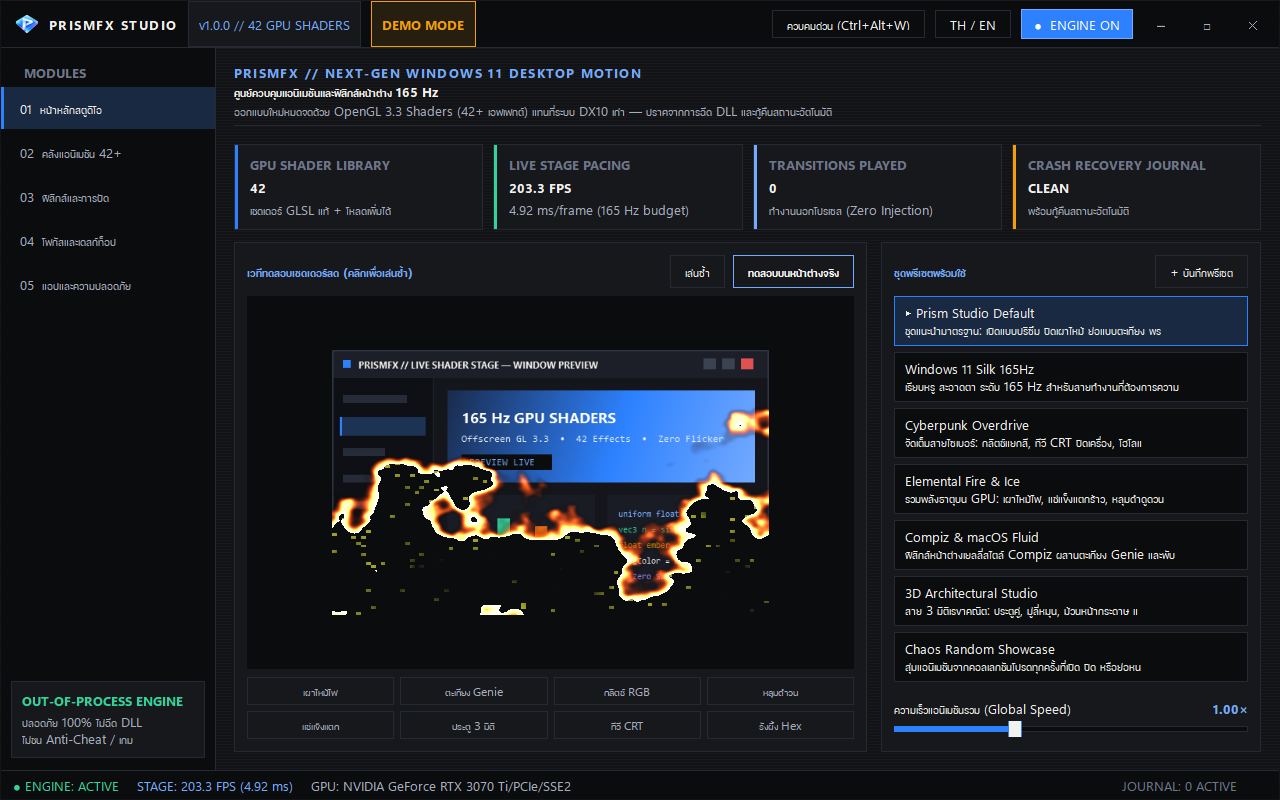 PRISMFX STUDIO
v1.0.0 // 42 GPU SHADERS
DEMO MODE
ควบคุมด่วน (Ctrl+Alt+W)
TH / EN
● ENGINE ON
MODULES
01 หน้าหลักสตูดิโอ
02 คลังแอนิเมชัน 42+
03 ฟิสิกส์และการปิด
04 โฟกัสและเดสก์ท็อป
05 แอปและความปลอดภัย
OUT-OF-PROCESS ENGINE
ปลอดภัย 100% ไม่ฉีด DLL
ไม่ชน Anti-Cheat / เกม
PRISMFX // NEXT-GEN WINDOWS 11 DESKTOP MOTION
ศูนย์ควบคุมแอนิเมชันและฟิสิกส์หน้าต่าง 165 Hz
ออกแบบใหม่หมดจดด้วย OpenGL 3.3 Shaders (42+ เอฟเฟกต์) แทนที่ระบบ DX10 เก่า — ปราศจากการฉีด DLL และกู้คืนสถานะอัตโนมัติ
GPU SHADER LIBRARY
42
เชดเดอร์ GLSL แท้ + โหลดเพิ่มได้
LIVE STAGE PACING
203.3 FPS
4.92 ms/frame (165 Hz budget)
TRANSITIONS PLAYED
0
ทำงานนอกโปรเซส (Zero Injection)
CRASH RECOVERY JOURNAL
CLEAN
พร้อมกู้คืนสถานะอัตโนมัติ
เวทีทดสอบเชดเดอร์สด (คลิกเพื่อเล่นซ้ำ)
เล่นซ้ำ
ทดสอบบนหน้าต่างจริง
PRISMFX // LIVE SHADER STAGE — WINDOW PREVIEW
165 Hz GPU SHADERS
Offscreen GL 3.3 • 42 Effects • Zero Flicker
PREVIEW LIVE
uniform float
vec3 n =
float ember
color =
Zero
เผาไหม้ไฟ
ตะเกียง Genie
กลิตช์ RGB
หลุมดำวน
แช่แข็งแตก
ประตู 3 มิติ
ทีวี CRT
รังผึ้ง Hex
ชุดพรีเซตพร้อมใช้
+ บันทึกพรีเซต
▸ Prism Studio Default
ชุดแนะนำมาตรฐาน: เปิดแบบปริซึม ปิดเผาไหม้ ย่อแบบตะเกียง พร
Windows 11 Silk 165Hz
เรียบหรู สะอาดตา ระดับ 165 Hz สำหรับสายทำงานที่ต้องการความ
Cyberpunk Overdrive
จัดเต็มสายไซเบอร์: กลิตช์แยกสี, ทีวี CRT ปิดเครื่อง, โฮโลแ
Elemental Fire & Ice
รวมพลังธาตุบน GPU: เผาไหม้ไฟ, แช่แข็งแตกร้าว, หลุมดำดูดวน
Compiz & macOS Fluid
ฟิสิกส์หน้าต่างเยลลี่สไตล์ Compiz ผสานตะเกียง Genie และพับ
3D Architectural Studio
สาย 3 มิติเรขาคณิต: ประตูคู่, ปูลี่หมุน, ม้วนหน้ากระดาษ แ
Chaos Random Showcase
สุ่มแอนิเมชันจากคอลเลกชันโปรดทุกครั้งที่เปิด ปิด หรือย่อหน
ความเร็วแอนิเมชันรวม (Global Speed)
1.00×
● ENGINE: ACTIVE
STAGE: 203.3 FPS (4.92 ms)
GPU: NVIDIA GeForce RTX 3070 Ti/PCIe/SSE2
JOURNAL: 0 ACTIVE